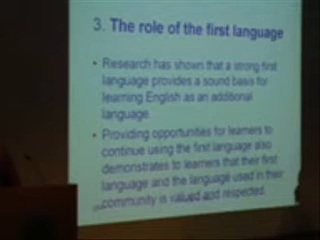 3. The role of the first language
• Research has shown that a strong first
language provides a sound basis for
learning English as an additional
language.
• Providing opportunities for learners to
continue using the first language also
demonstrates to learners that their first
language and the language used in their
community is valued and respected.